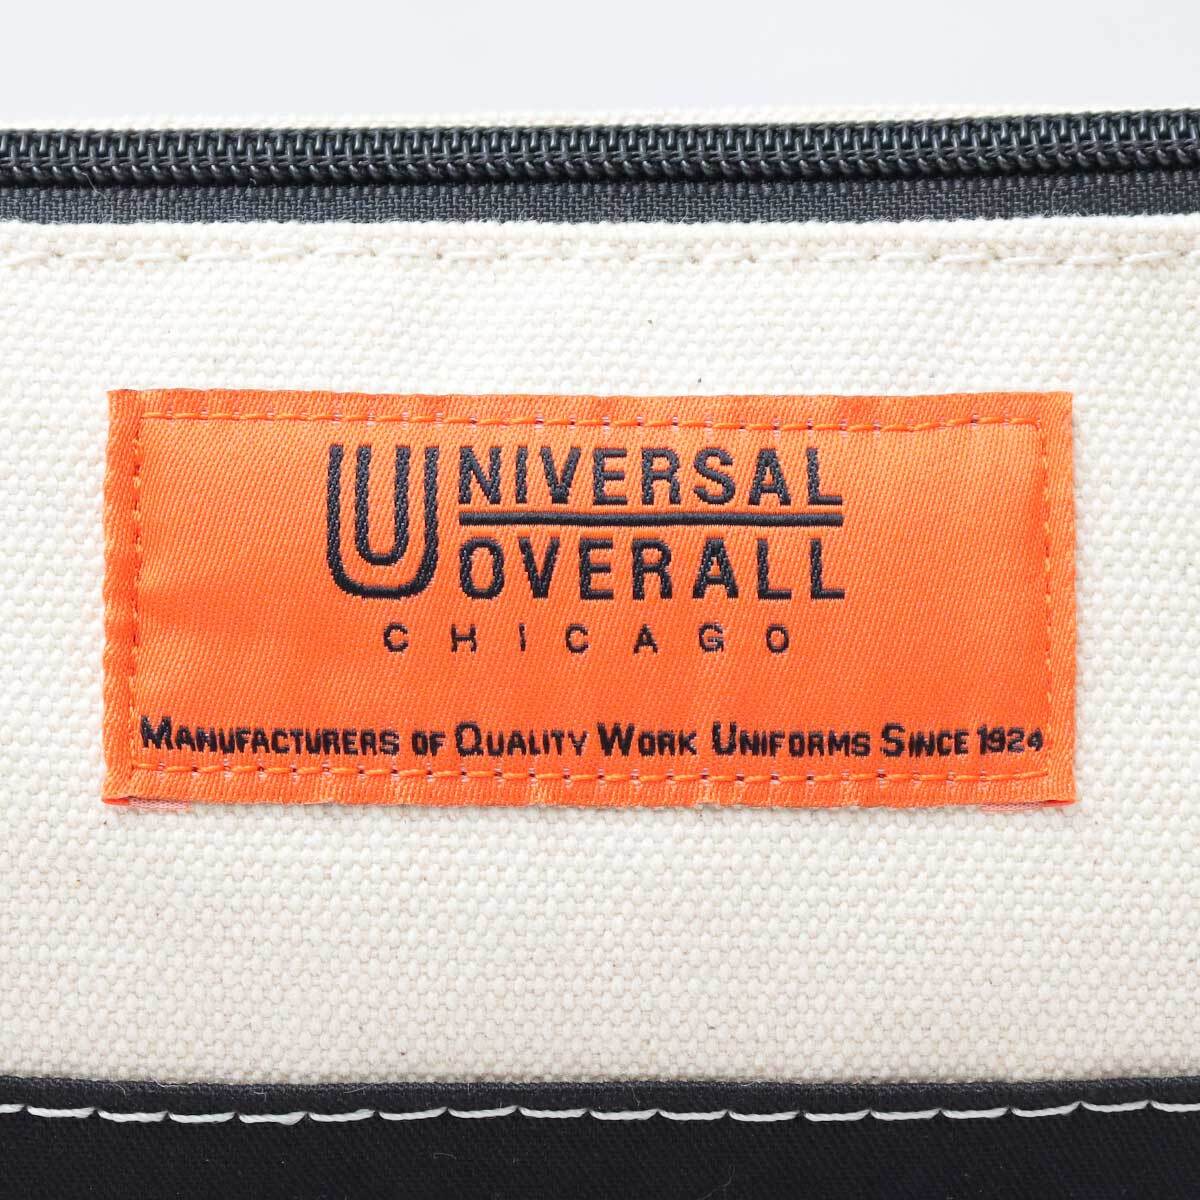 UNIVERSAL
OVERALL
CHICAGO
MANUFACTURERS OF QUALITY WORK UNIFORMS SINCE 1924